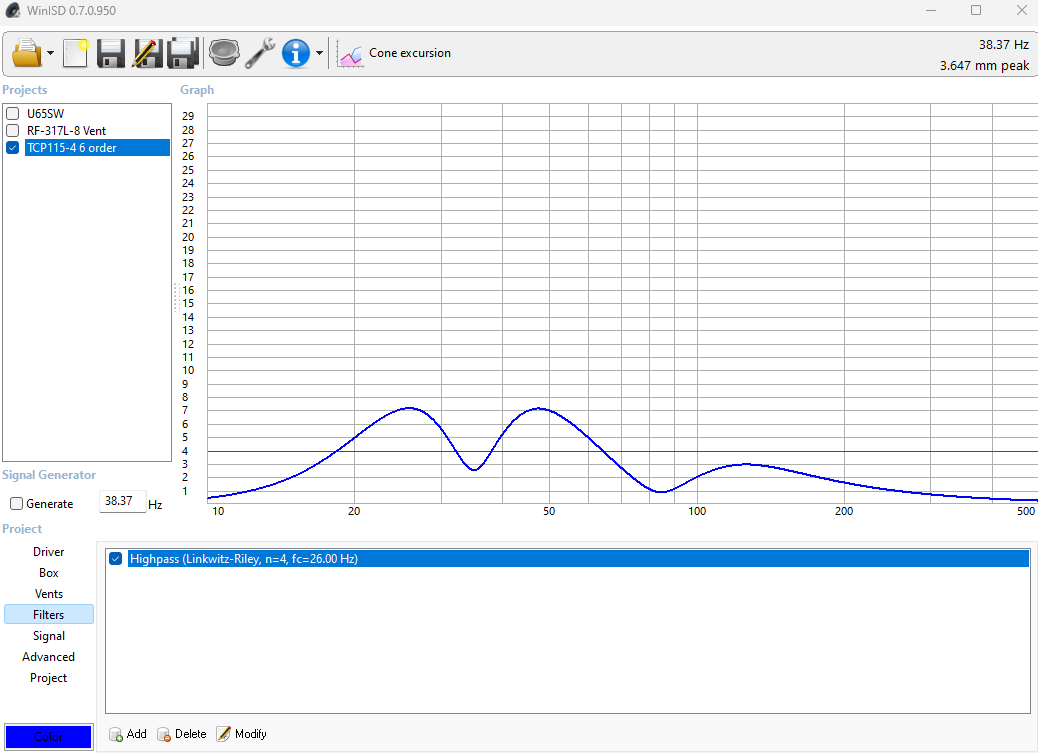 WinISD 0.7.0.950
Cone excursion
38.37 Hz
3.647 mm peak
Projects
U65SW
RF-317L-8 Vent
TCP115-4 6 order
Graph
29
28
27
26
25
24
23
22
21
20
19
18
17
16
15
14
13
12
11
10
9
8
7
6
5
4
3
2
1
10 20 50 100 200 500
Signal Generator
Generate 38.37 Hz
Project
Driver
Box
Vents
Filters
Signal
Advanced
Project
Color
Highpass (Linkwitz-Riley, n=4, fc=26.00 Hz)
Add Delete Modify